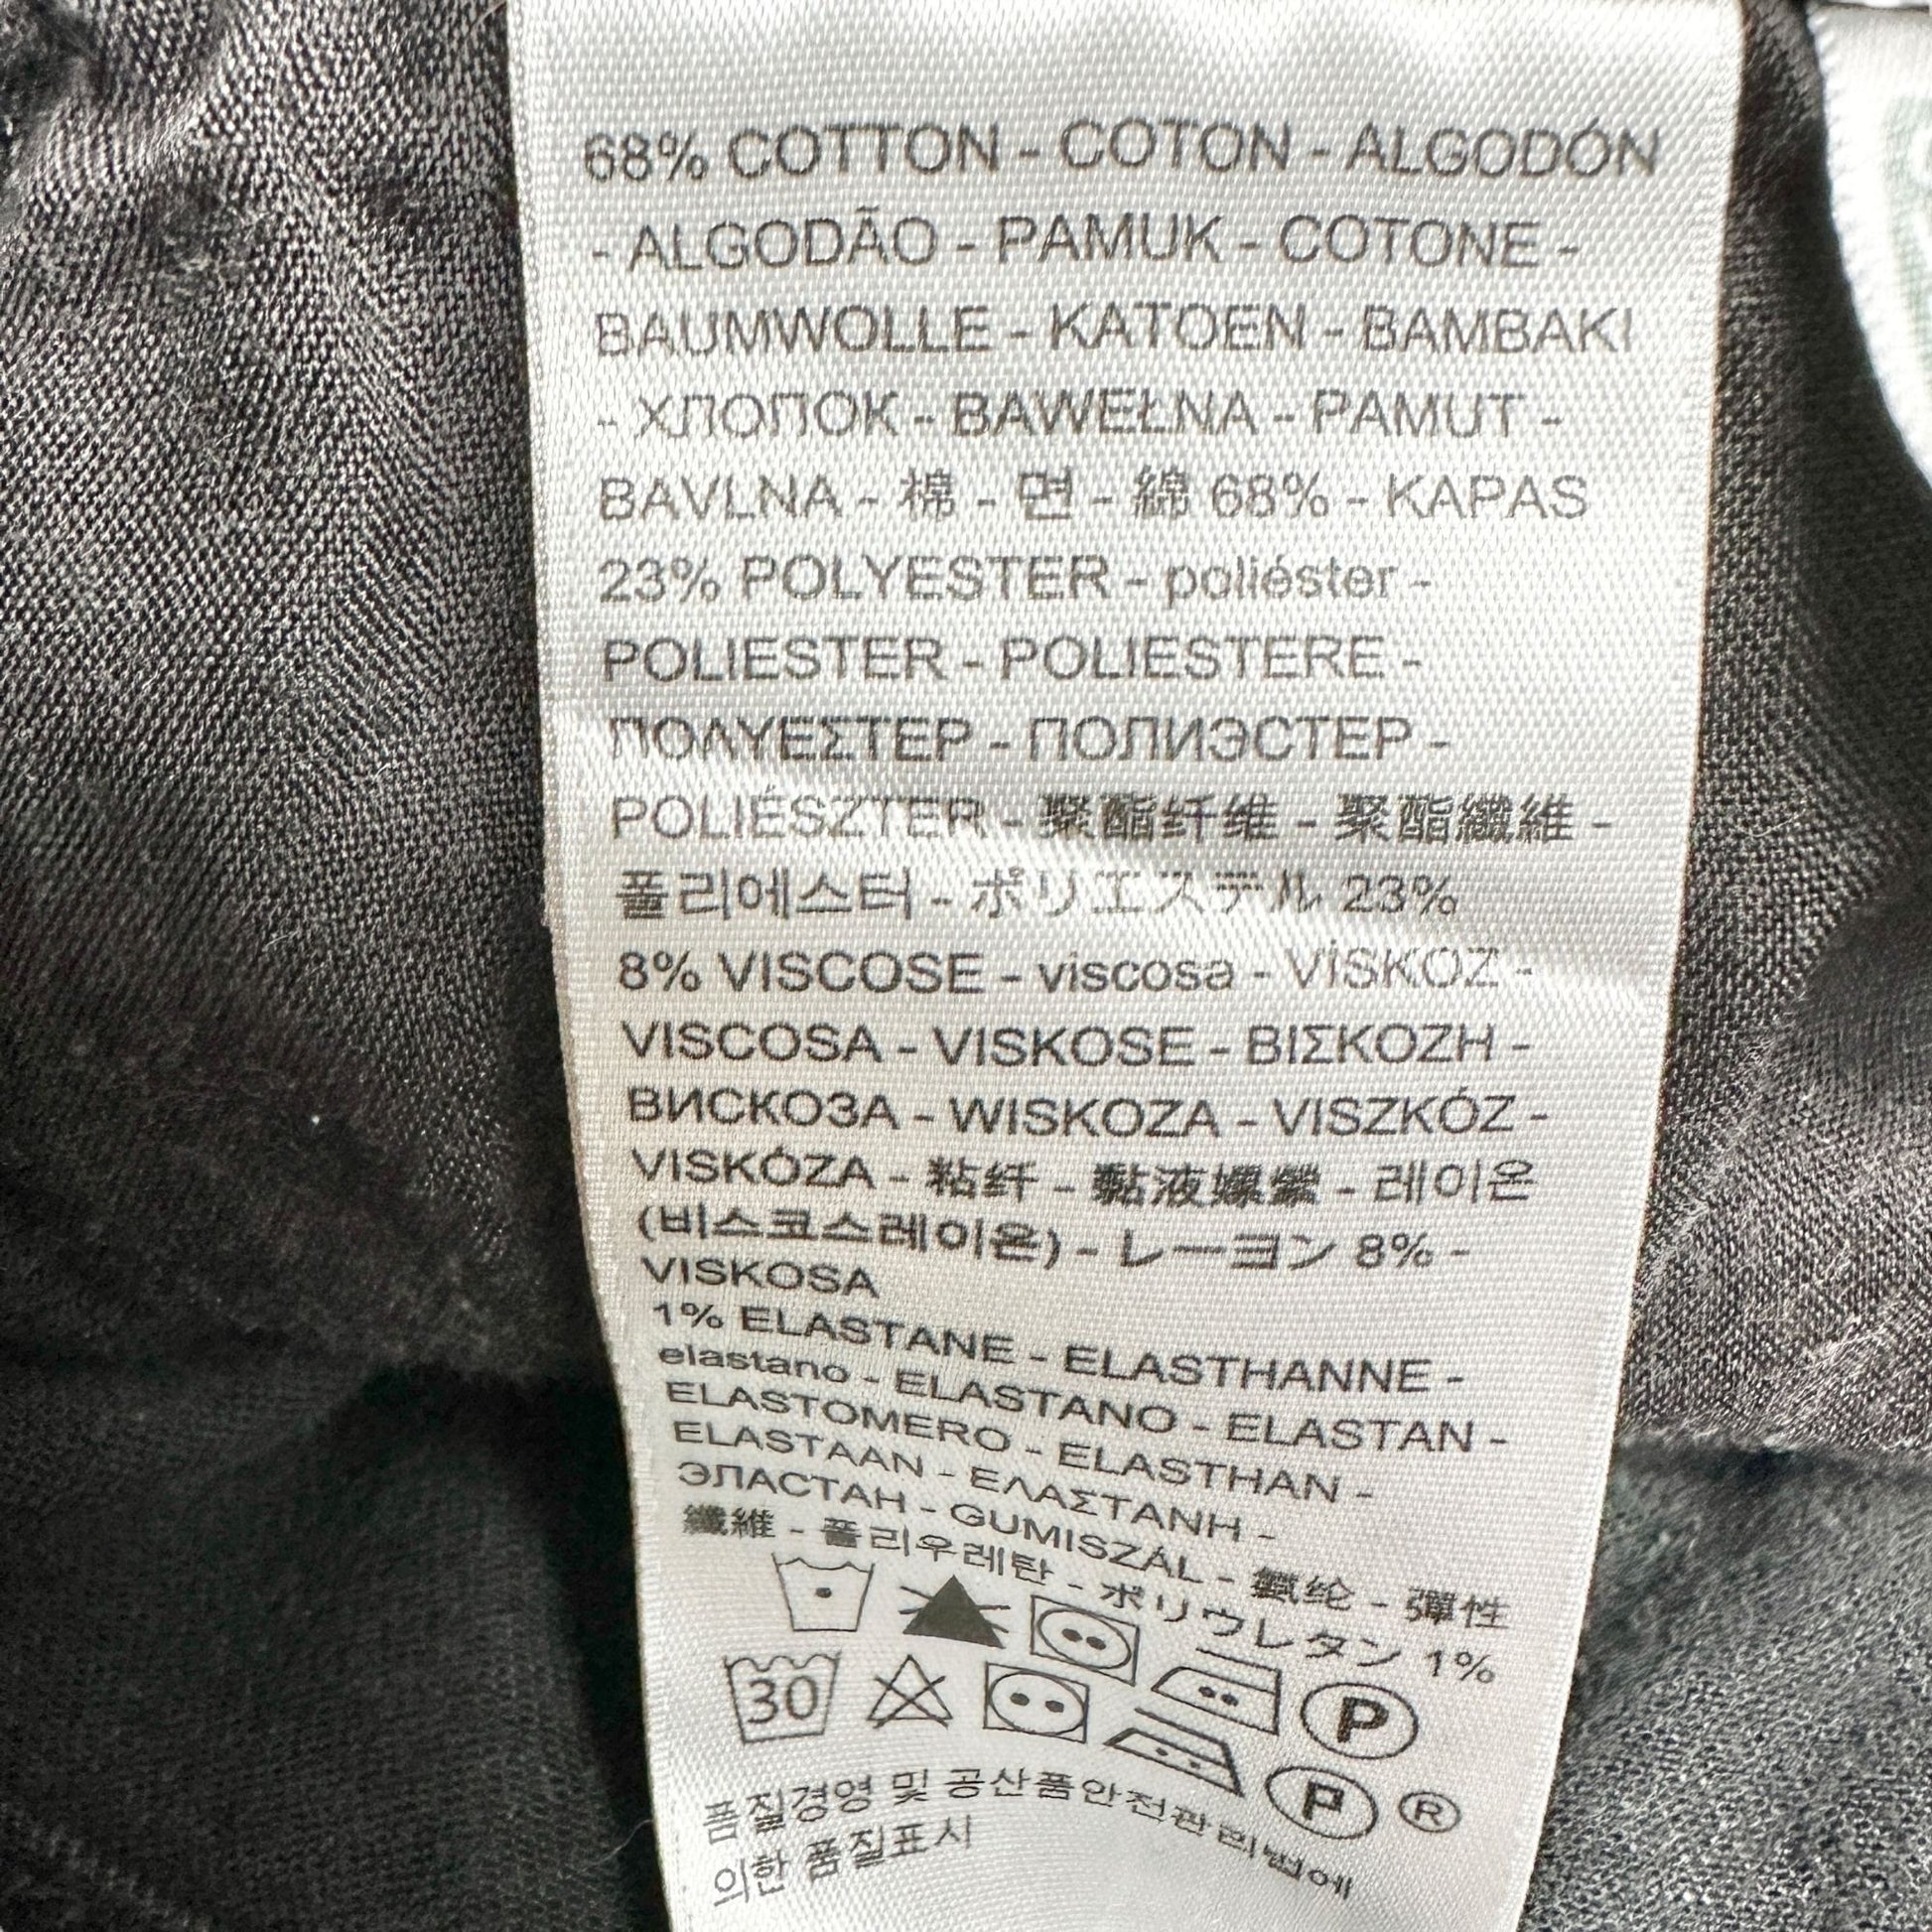 68% COTTON - COTON - ALGODÓN
- ALGODÃO - PAMUK - COTONE -
BAUMWOLLE - KATOEN - BAMBAKI
- ХЛОПОК - BAWEŁNA - PAMUT -
BAVLNA - 棉 - 면 - 綿 68% - KAPAS
23% POLYESTER - poliéster -
POLIESTER - POLIESTERE -
ΠΟΛΥΕΣΤΕΡ - ПОЛИЭСТЕР -
POLIÉSZTER - 聚酯纤维 - 聚酯纖維 -
폴리에스터 - ポリエステル 23%
8% VISCOSE - viscosa - VİSKOZ -
VISCOSA - VISKOSE - ΒΙΣΚΟΖΗ -
ВИСКОЗА - WISKOZA - VISZKÓZ -
VISKÓZA - 粘纤 - 黏液嫘縈 - 레이온
(비스코스레이온) - レーヨン 8% -
VISKOSA
1% ELASTANE - ELASTHANNE -
elastano - ELASTANO - ELASTAN -
ELASTOMERO - ELASTHAN -
ELASTAAN - ΕΛΑΣΤΑΝΗ -
ЭЛАСТАН - GUMISZÁL - 氨纶 - 彈性
纖維 - 폴리우레탄 - ポリウレタン 1%
P
30 P ®
품질경영 및 공산품안전관리법에
의한 품질표시